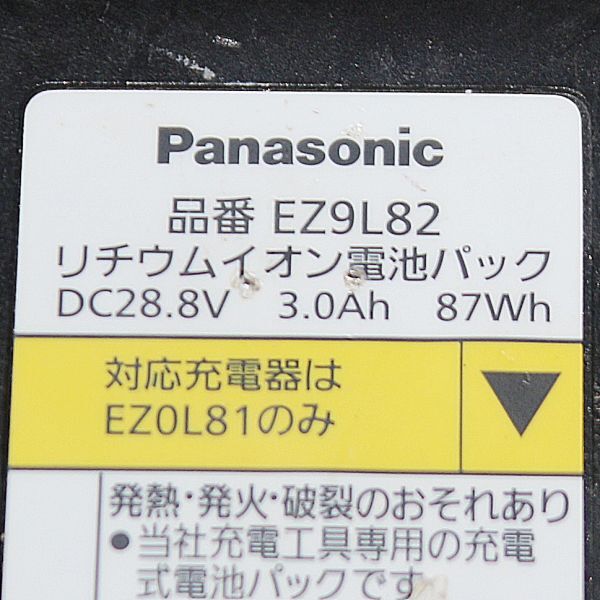 Panasonic
品番 EZ9L82
リチウムイオン電池パック
DC28.8V 3.0Ah 87Wh
対応充電器は
EZ0L81のみ
発熱・発火・破裂のおそれあり
●当社充電工具専用の充電
式電池パックです